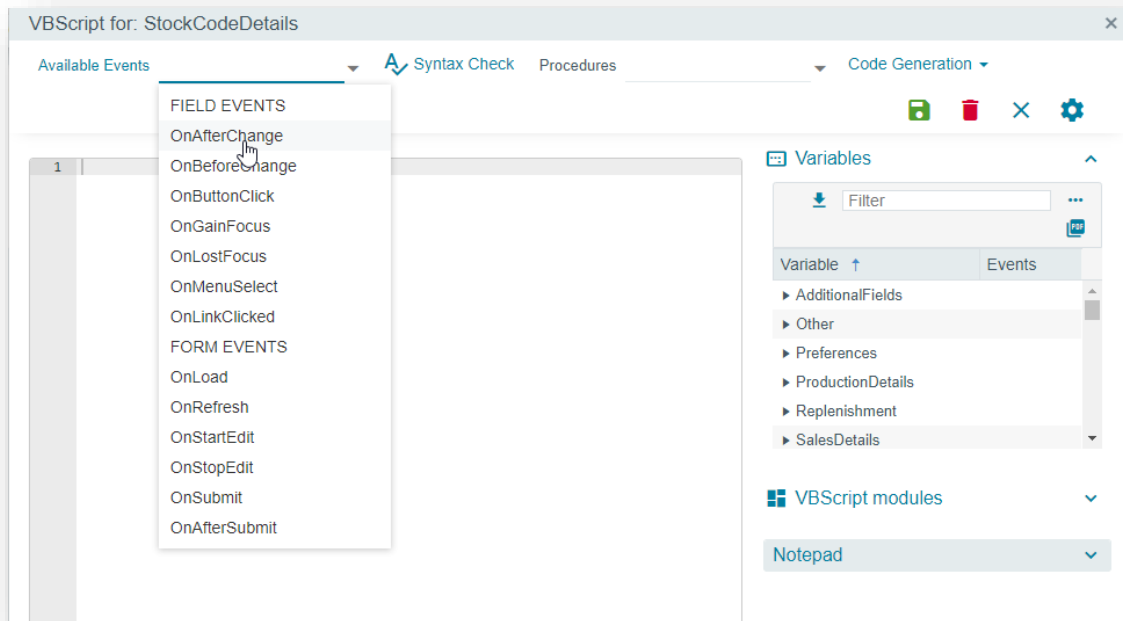 VBScript for: StockCodeDetails
Available Events
Syntax Check
Procedures
Code Generation
FIELD EVENTS
OnAfterChange
OnBeforeChange
OnButtonClick
OnGainFocus
OnLostFocus
OnMenuSelect
OnLinkClicked
FORM EVENTS
OnLoad
OnRefresh
OnStartEdit
OnStopEdit
OnSubmit
OnAfterSubmit
1
Variables
Filter
PDF
Variable
Events
AdditionalFields
Other
Preferences
ProductionDetails
Replenishment
SalesDetails
VBScript modules
Notepad